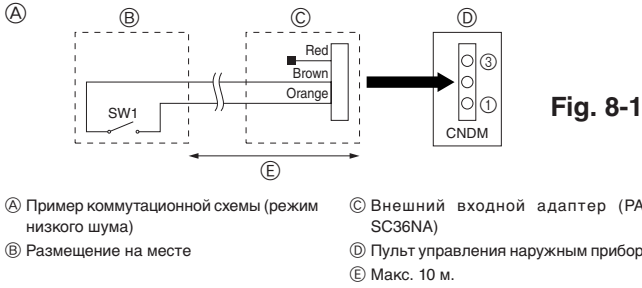 Ⓐ Ⓑ Ⓒ Ⓓ
Red
Brown
Orange
SW1
③
①
CNDM
Ⓔ
Fig. 8-1
Ⓐ Пример коммутационной схемы (режим
низкого шума)
Ⓑ Размещение на месте
Ⓒ Внешний входной адаптер (PA
SC36NA)
Ⓓ Пульт управления наружным прибор
Ⓔ Макс. 10 м.